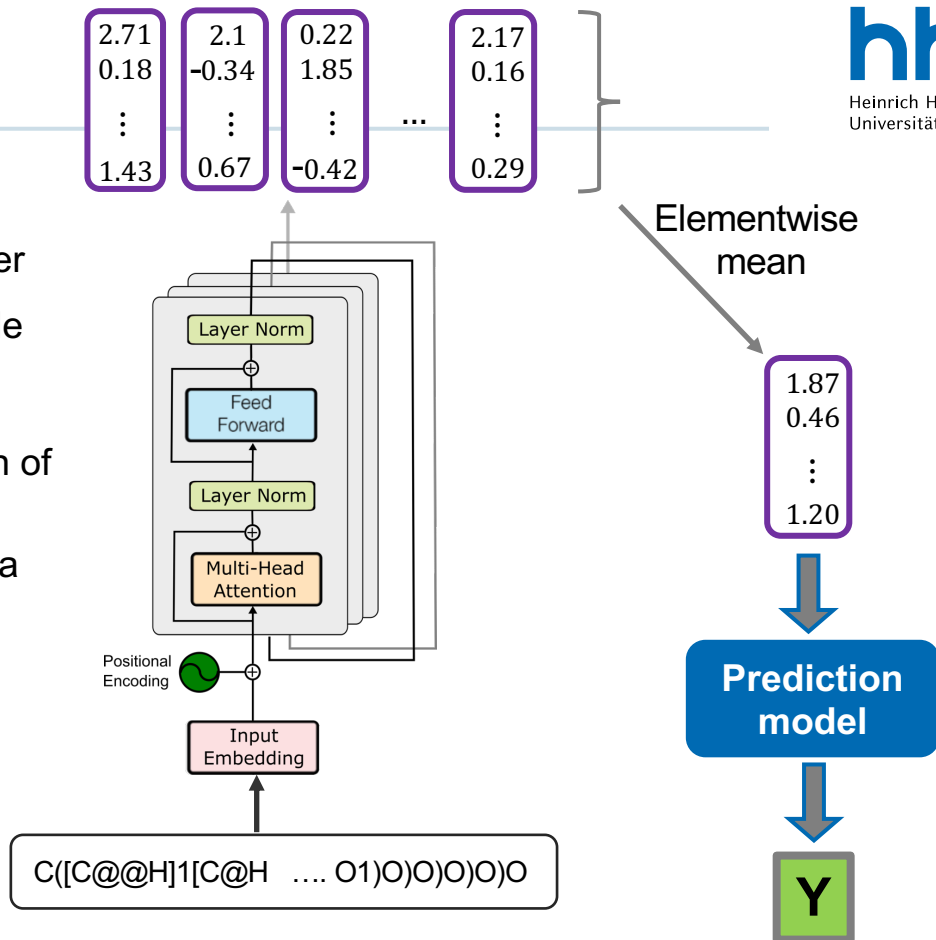 2.71 2.1 0.22 2.17
0.18 -0.34 1.85 0.16
⋮ ⋮ ⋮ ... ⋮
1.43 0.67 -0.42 0.29
hh
Heinrich H
Universität
Elementwise
mean
er
e
n of
a
Layer Norm
Feed
Forward
Layer Norm
Multi-Head
Attention
Positional
Encoding
Input
Embedding
C([C@@H]1[C@H .... O1)O)O)O)O)O
1.87
0.46
⋮
1.20
Prediction
model
Y